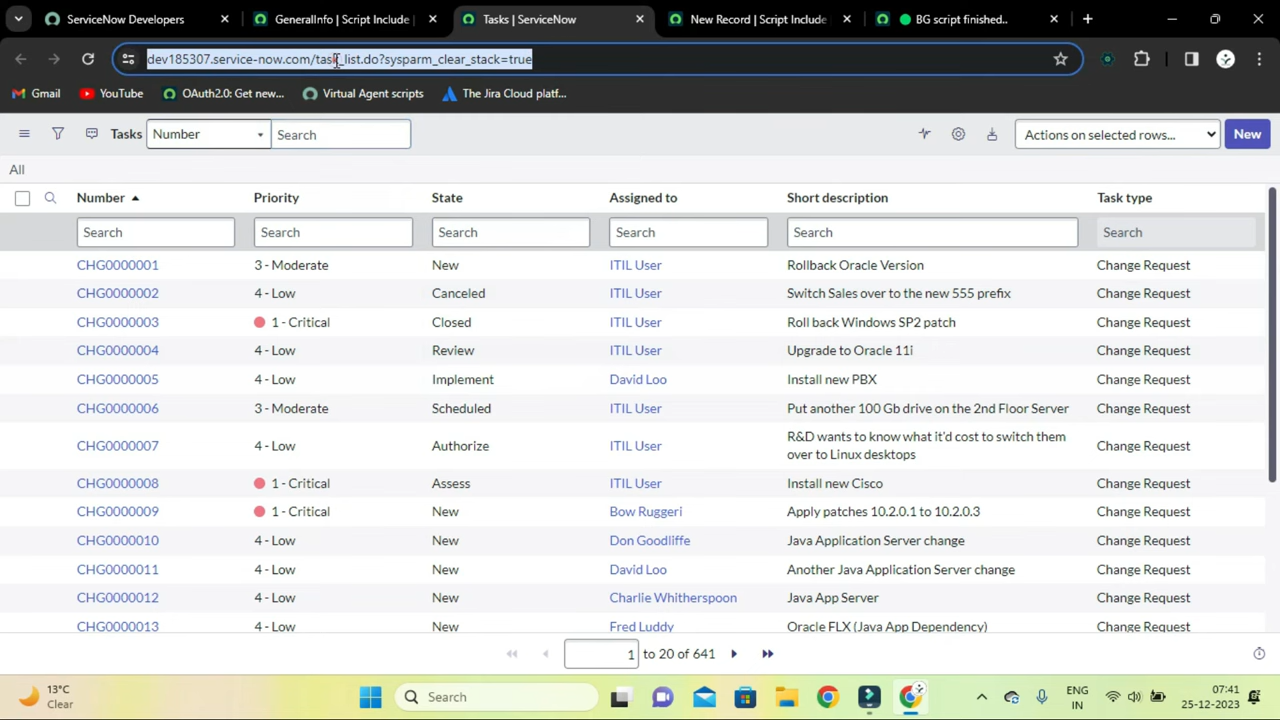 ServiceNow Developers
GeneralInfo | Script Include
Tasks | ServiceNow
New Record | Script Include
BG script finished..
dev185307.service-now.com/task_list.do?sysparm_clear_stack=true
Gmail
YouTube
OAuth2.0: Get new...
Virtual Agent scripts
The Jira Cloud platf...
Tasks
Number
Search
Actions on selected rows...
New
All
Number Priority State Assigned to Short description Task type
Search Search Search Search Search Search
CHG0000001 3 - Moderate New ITIL User Rollback Oracle Version Change Request
CHG0000002 4 - Low Canceled ITIL User Switch Sales over to the new 555 prefix Change Request
CHG0000003 1 - Critical Closed ITIL User Roll back Windows SP2 patch Change Request
CHG0000004 4 - Low Review ITIL User Upgrade to Oracle 11i Change Request
CHG0000005 4 - Low Implement David Loo Install new PBX Change Request
CHG0000006 3 - Moderate Scheduled ITIL User Put another 100 Gb drive on the 2nd Floor Server Change Request
CHG0000007 4 - Low Authorize ITIL User R&D wants to know what it'd cost to switch them Change Request
over to Linux desktops
CHG0000008 1 - Critical Assess ITIL User Install new Cisco Change Request
CHG0000009 1 - Critical New Bow Ruggeri Apply patches 10.2.0.1 to 10.2.0.3 Change Request
CHG0000010 4 - Low New Don Goodliffe Java Application Server change Change Request
CHG0000011 4 - Low New David Loo Another Java Application Server change Change Request
CHG0000012 4 - Low New Charlie Whitherspoon Java App Server Change Request
CHG0000013 4 - Low New Fred Luddy Oracle FLX (Java App Dependency) Change Request
1 to 20 of 641
13°C
Clear
Search
ENG
IN
07:41
25-12-2023